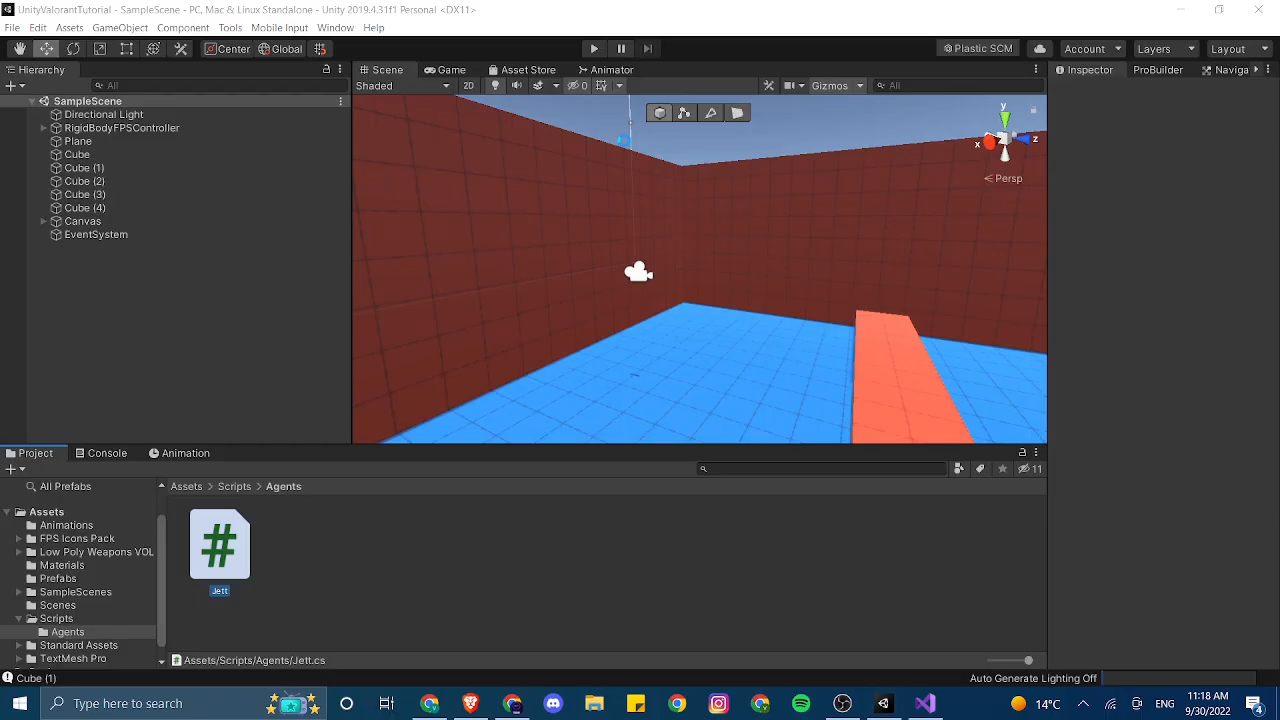 UnityValorantTutorial - SampleScene - PC, Mac & Linux Standalone - Unity 2019.4.31f1 Personal <DX11>
File Edit Assets GameObject Component Tools Mobile Input Window Help
Center Global Plastic SCM Account Layers Layout
Hierarchy Scene Game Asset Store Animator Inspector ProBuilder Naviga
All Shaded 2D 0 Gizmos All
SampleScene
Directional Light
RigidBodyFPSController
Plane
Cube
Cube (1)
Cube (2)
Cube (3)
Cube (4)
Canvas
EventSystem
y
x z
Persp
Project Console Animation
11
All Prefabs
Assets > Scripts > Agents
Assets
Animations
FPS Icons Pack
Low Poly Weapons VOL
Materials
Prefabs
SampleScenes
Scenes
Scripts
Agents
Standard Assets
TextMesh Pro
#
Jett
Assets/Scripts/Agents/Jett.cs
Cube (1) Auto Generate Lighting Off
Type here to search
14°C ENG 11:18 AM
9/30/2022
4